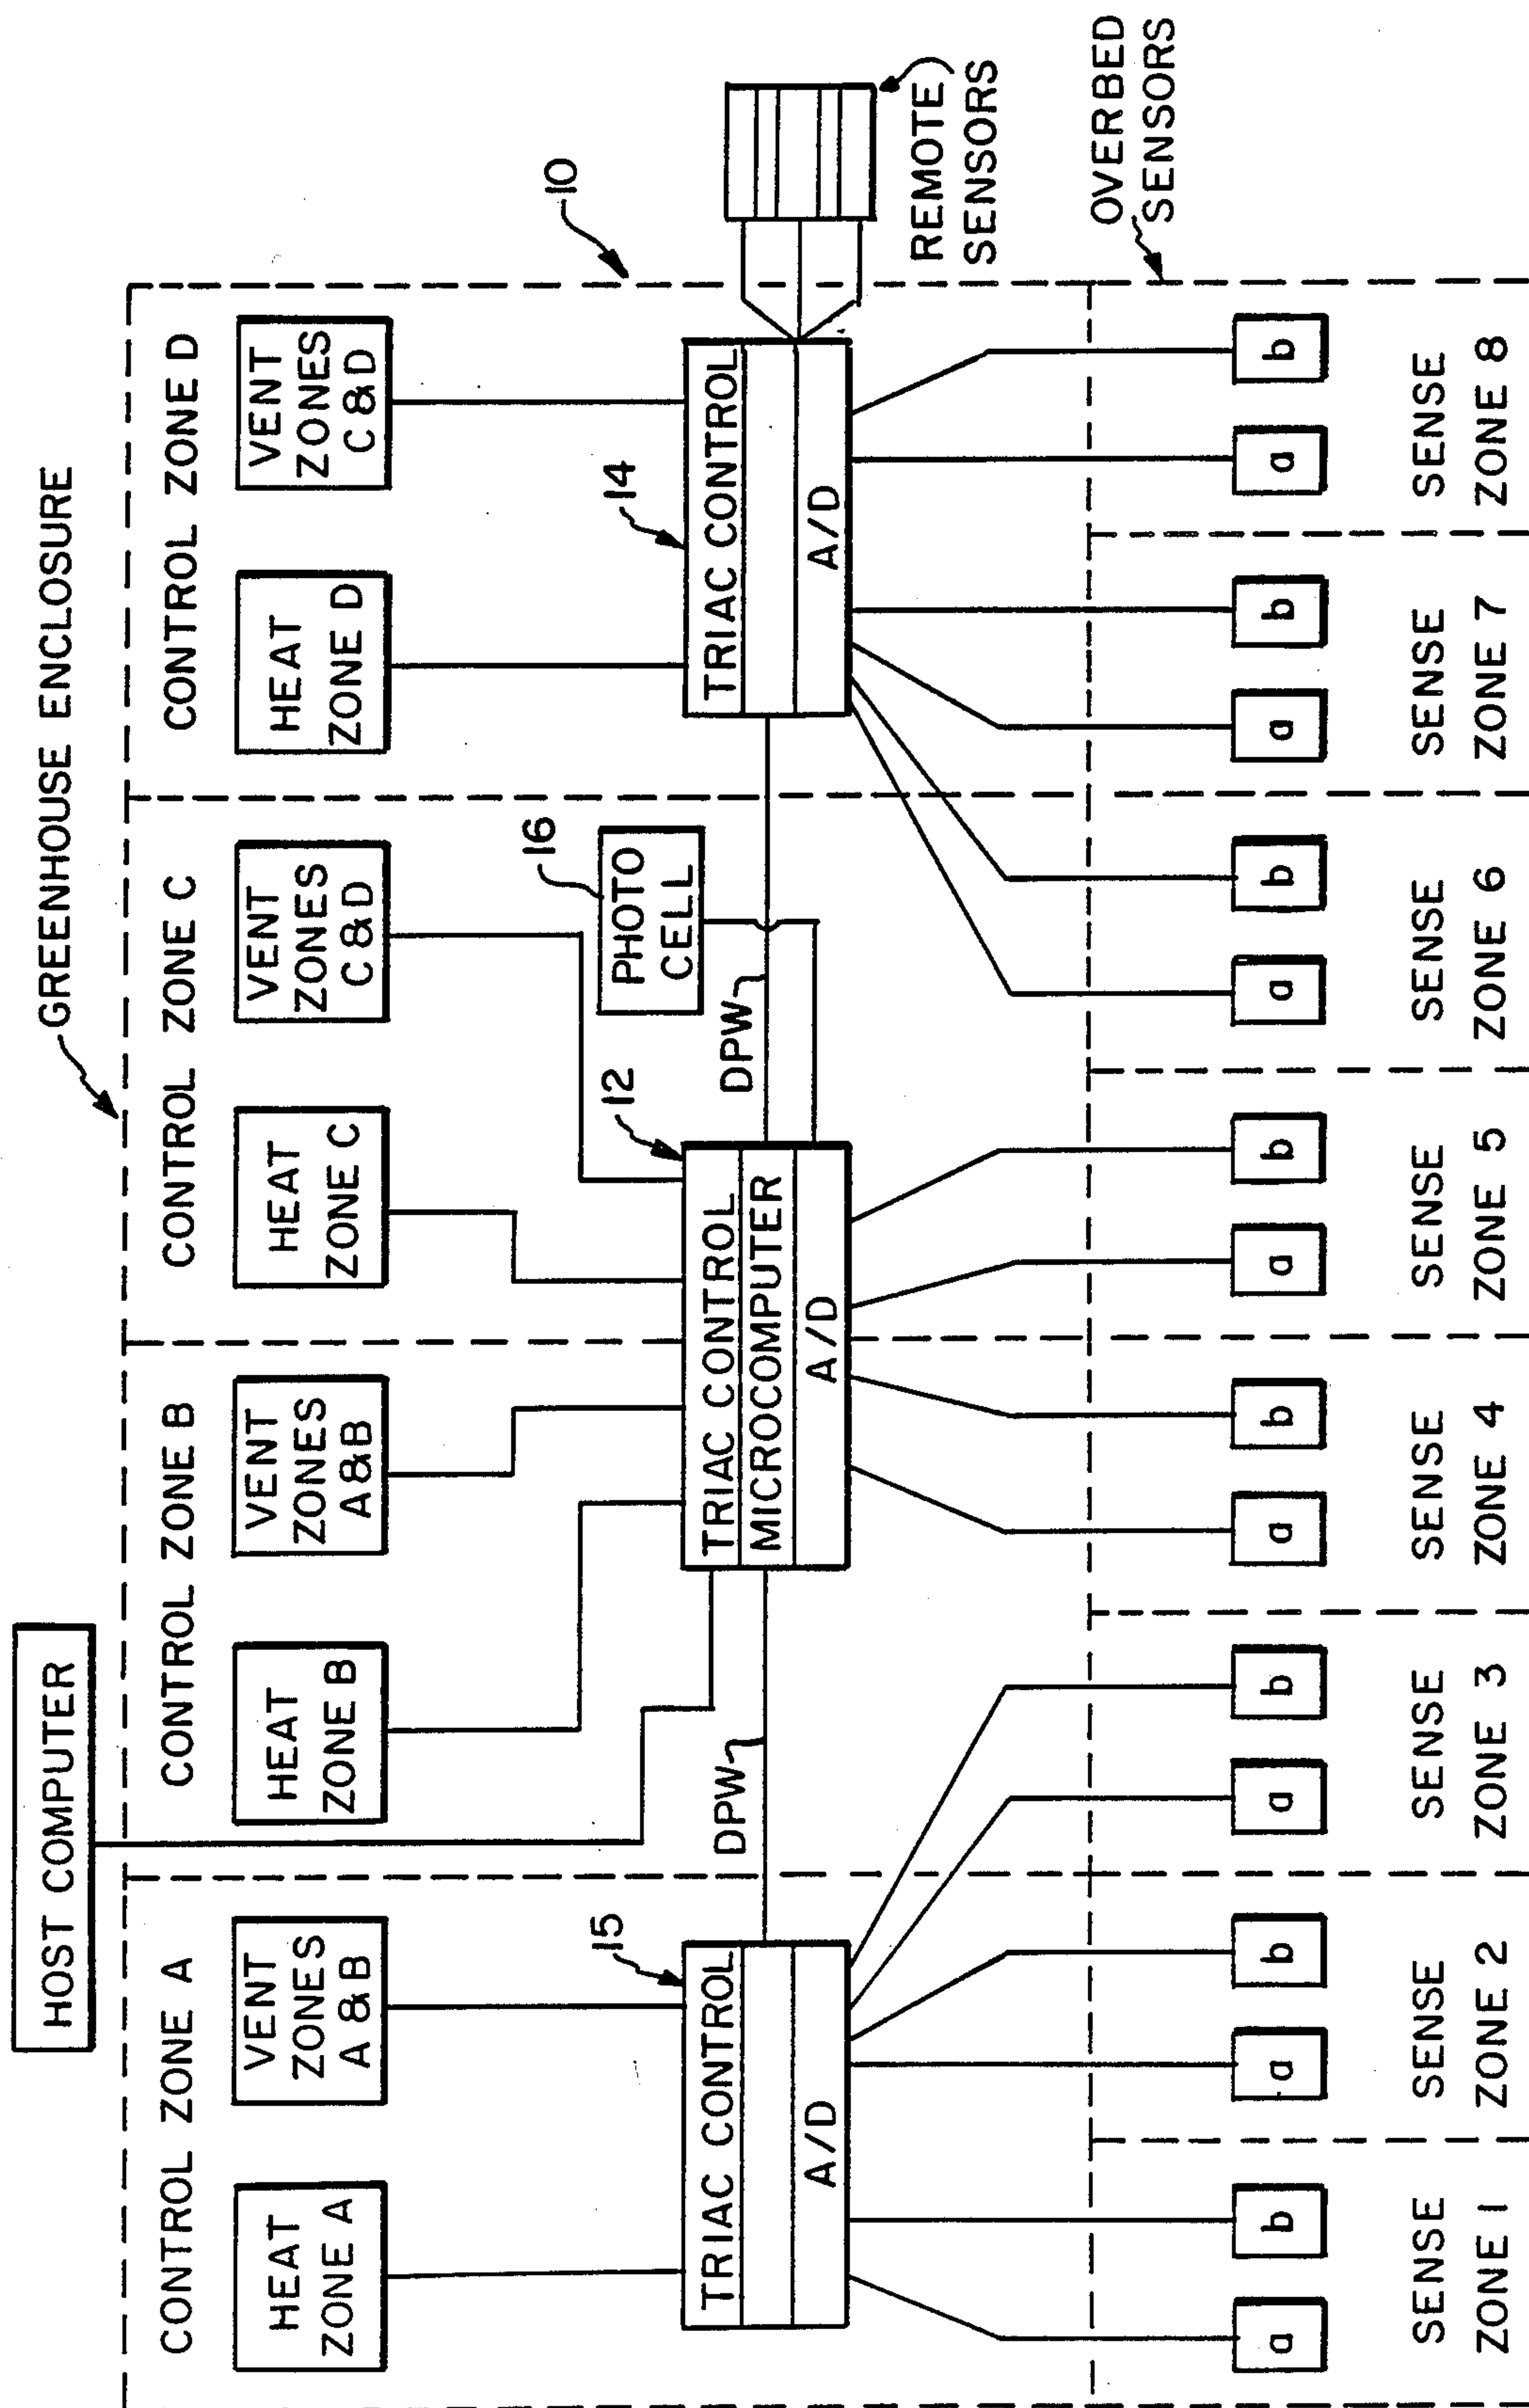 HOST COMPUTER
GREENHOUSE ENCLOSURE
CONTROL ZONE A
CONTROL ZONE B
CONTROL ZONE C
CONTROL ZONE D
HEAT
ZONE A
VENT
ZONES
A & B
HEAT
ZONE B
VENT
ZONES
A&B
HEAT
ZONE C
VENT
ZONES
C&D
HEAT
ZONE D
VENT
ZONES
C&D
10
15
TRIAC CONTROL
A/D
DPW
12
TRIAC CONTROL
MICROCOMPUTER
A/D
DPW
16
PHOTO
CELL
14
TRIAC CONTROL
A/D
REMOTE
SENSORS
OVERBED
SENSORS
a
b
a
b
a
b
a
b
a
b
a
b
a
b
a
b
SENSE
ZONE 1
SENSE
ZONE 2
SENSE
ZONE 3
SENSE
ZONE 4
SENSE
ZONE 5
SENSE
ZONE 6
SENSE
ZONE 7
SENSE
ZONE 8